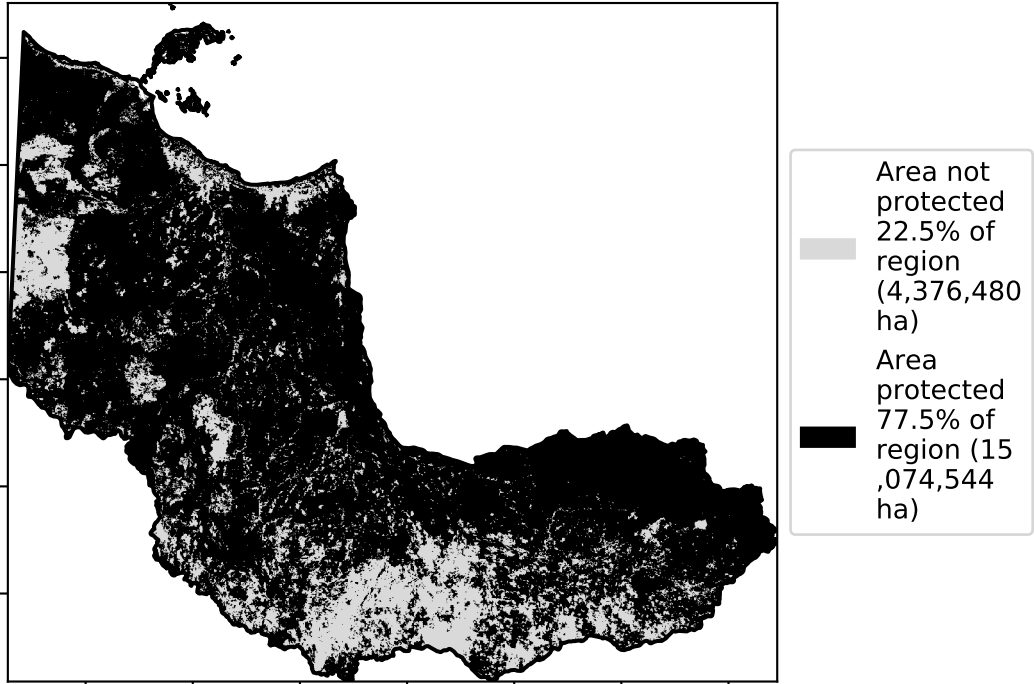 Area not
protected
22.5% of
region
(4,376,480
ha)
Area
protected
77.5% of
region (15
,074,544
ha)